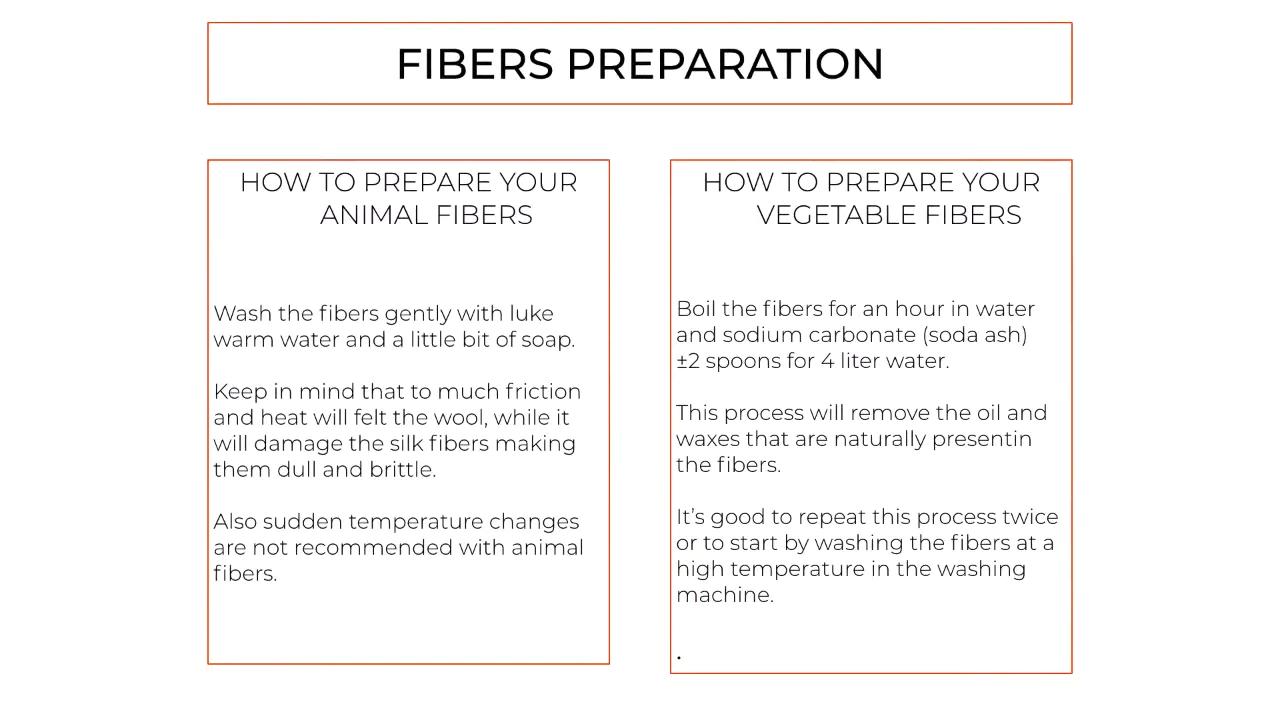 FIBERS PREPARATION
HOW TO PREPARE YOUR
ANIMAL FIBERS
Wash the fibers gently with luke
warm water and a little bit of soap.
Keep in mind that to much friction
and heat will felt the wool, while it
will damage the silk fibers making
them dull and brittle.
Also sudden temperature changes
are not recommended with animal
fibers.
HOW TO PREPARE YOUR
VEGETABLE FIBERS
Boil the fibers for an hour in water
and sodium carbonate (soda ash)
±2 spoons for 4 liter water.
This process will remove the oil and
waxes that are naturally presentin
the fibers.
It’s good to repeat this process twice
or to start by washing the fibers at a
high temperature in the washing
machine.
.